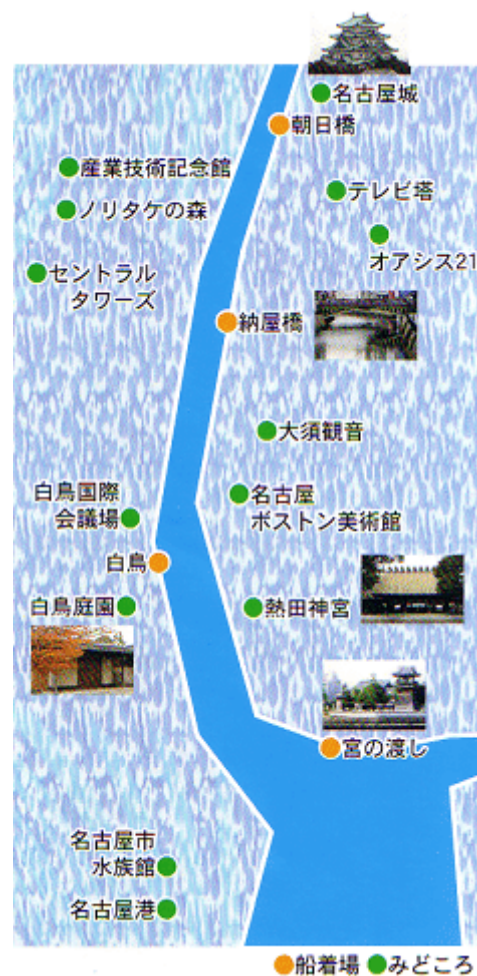 名古屋城
朝日橋
産業技術記念館
テレビ塔
ノリタケの森
オアシス21
セントラル
タワーズ
納屋橋
大須観音
白鳥国際
会議場
名古屋
ボストン美術館
白鳥
白鳥庭園
熱田神宮
宮の渡し
名古屋市
水族館
名古屋港
船着場 みどころ